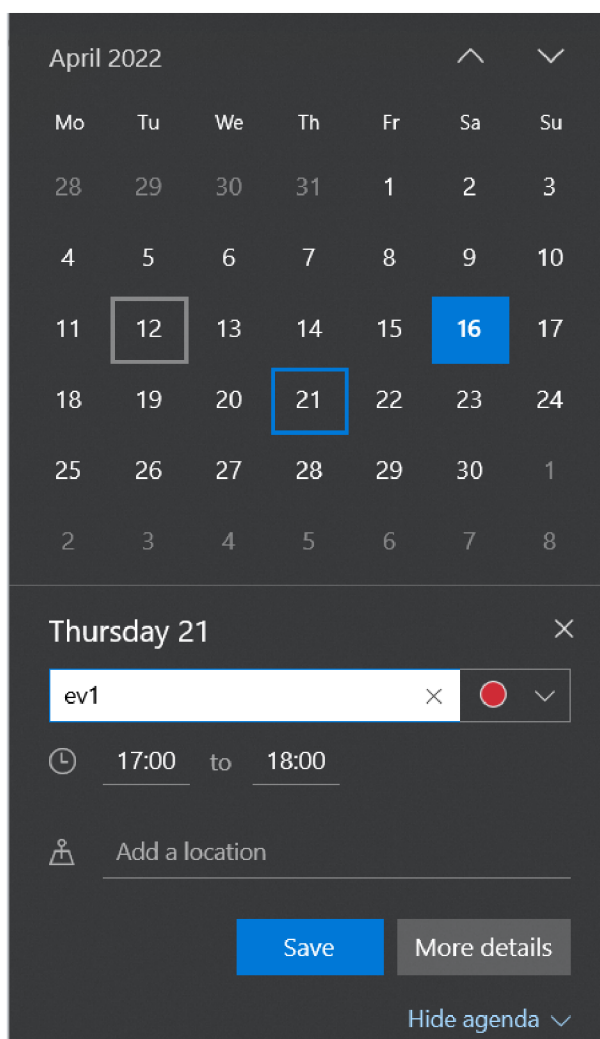 April 2022
Mo Tu We Th Fr Sa Su
28 29 30 31 1 2 3
4 5 6 7 8 9 10
11 12 13 14 15 16 17
18 19 20 21 22 23 24
25 26 27 28 29 30 1
2 3 4 5 6 7 8
Thursday 21
ev1
17:00 to 18:00
Add a location
Save More details
Hide agenda